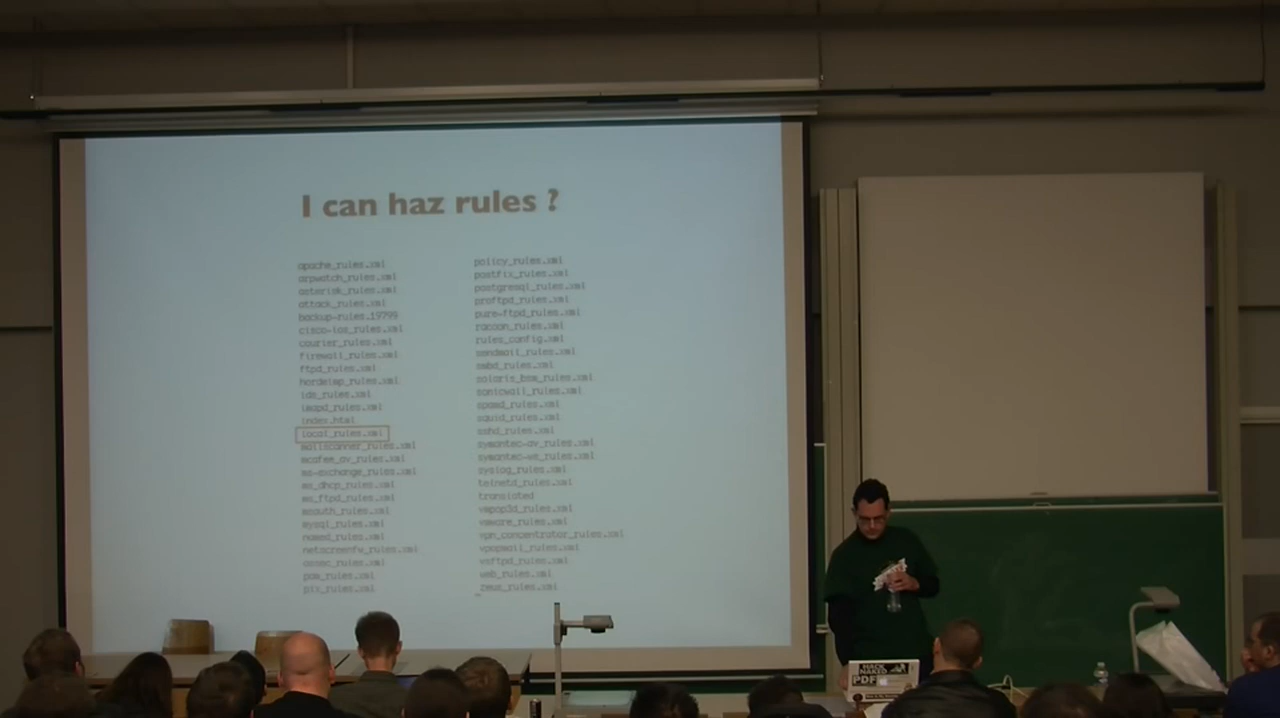 I can haz rules ?
apache_rules.xml
arpwatch_rules.xml
asterisk_rules.xml
attack_rules.xml
backup-rules.19799
cisco-ios_rules.xml
courier_rules.xml
firewall_rules.xml
ftpd_rules.xml
hordeimp_rules.xml
ids_rules.xml
imapd_rules.xml
index.html
local_rules.xml
mailscanner_rules.xml
mcafee_av_rules.xml
ms-exchange_rules.xml
ms_dhcp_rules.xml
ms_ftpd_rules.xml
msauth_rules.xml
mysql_rules.xml
named_rules.xml
netscreenfw_rules.xml
ossec_rules.xml
pam_rules.xml
pix_rules.xml
policy_rules.xml
postfix_rules.xml
postgresql_rules.xml
proftpd_rules.xml
pure-ftpd_rules.xml
racoon_rules.xml
rules_config.xml
sendmail_rules.xml
smbd_rules.xml
solaris_bsm_rules.xml
sonicwall_rules.xml
spamd_rules.xml
squid_rules.xml
sshd_rules.xml
symantec-av_rules.xml
symantec-ws_rules.xml
syslog_rules.xml
telnetd_rules.xml
translated
vmpop3d_rules.xml
vmware_rules.xml
vpn_concentrator_rules.xml
vpopmail_rules.xml
vsftpd_rules.xml
web_rules.xml
zeus_rules.xml
HACK
NAKED
PDF